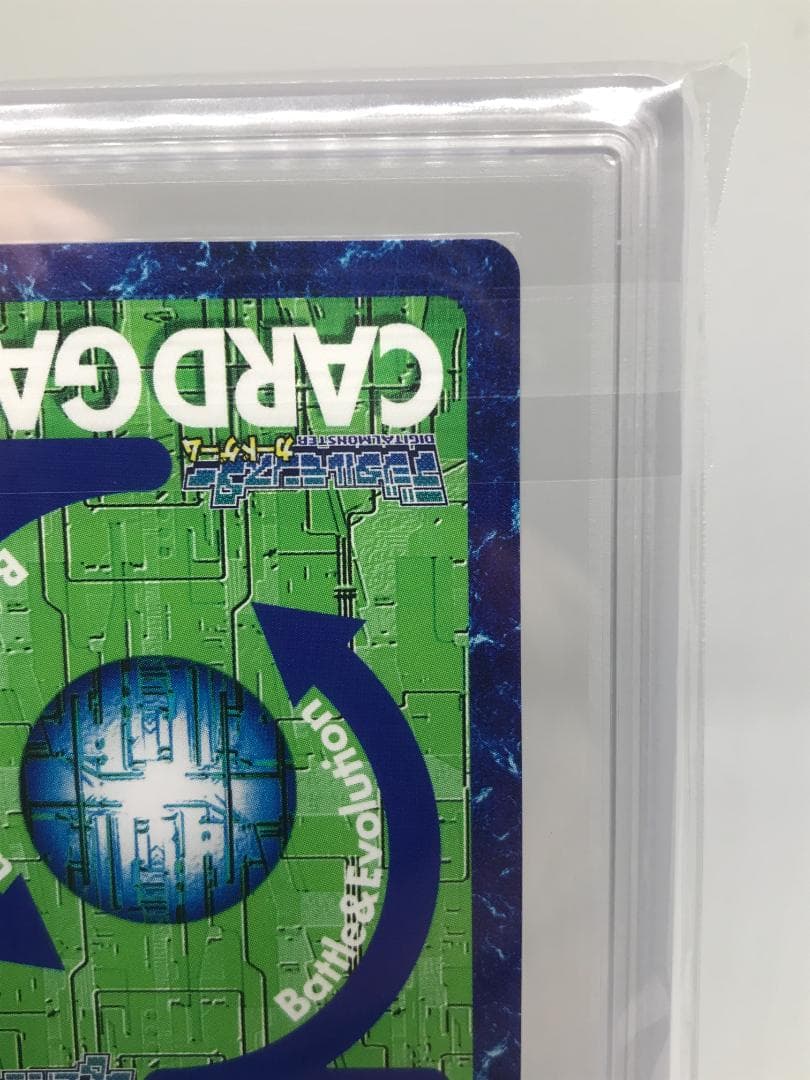 CARD GA
デジタルモンスター
DIGITALMONSTER
カードゲーム
B
Battle&Evolution